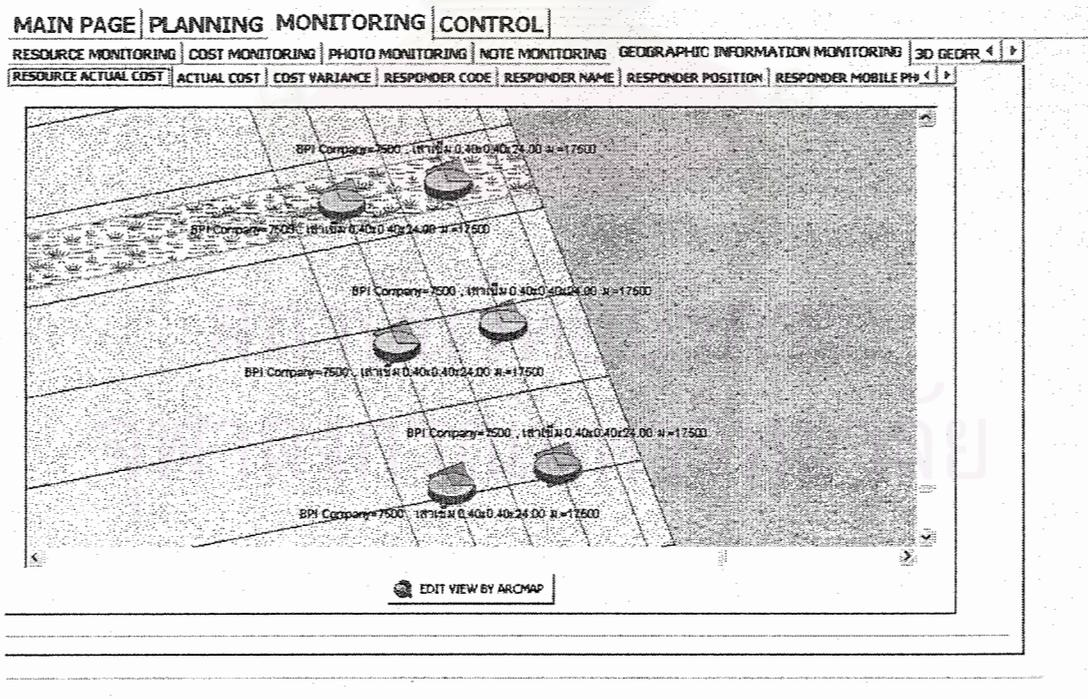 MAIN PAGE PLANNING MONITORING CONTROL
RESOURCE MONITORING COST MONITORING PHOTO MONITORING NOTE MONITORING GEOGRAPHIC INFORMATION MONITORING 3D GEOFR
RESOURCE ACTUAL COST ACTUAL COST COST VARIANCE RESPONDER CODE RESPONDER NAME RESPONDER POSITION RESPONDER MOBILE PH
BPI Company=7500 , เสาเข็ม 0.40x0.40x24.00 ม.=17500
BPI Company=7500 , เสาเข็ม 0.40x0.40x24.00 ม.=17500
BPI Company=7500 , เสาเข็ม 0.40x0.40x24.00 ม.=17500
BPI Company=7500 , เสาเข็ม 0.40x0.40x24.00 ม.=17500
BPI Company=7500 , เสาเข็ม 0.40x0.40x24.00 ม.=17500
BPI Company=7500 , เสาเข็ม 0.40x0.40x24.00 ม.=17500
EDIT VIEW BY ARCMAP